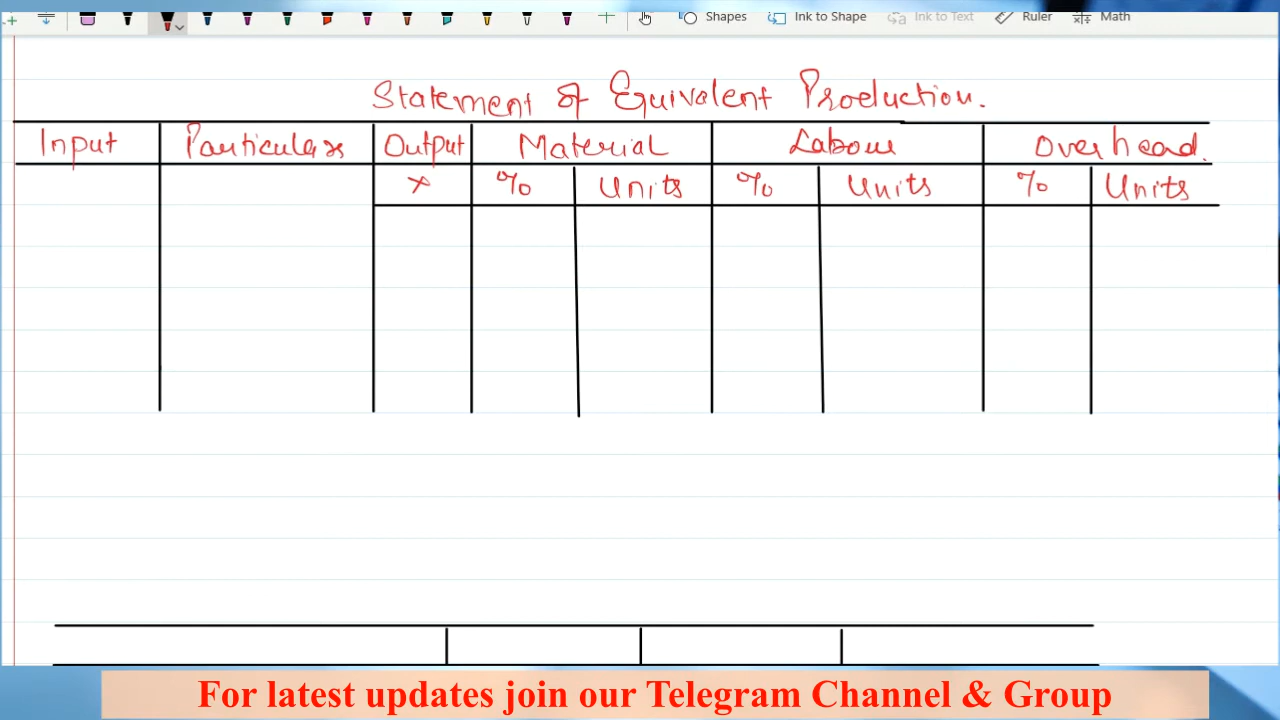 Shapes Ink to Shape Ink to Text Ruler Math
Statement of Equivalent Production.
Input Particulars Output Material Labour Overhead.
x % Units % Units % Units
For latest updates join our Telegram Channel & Group